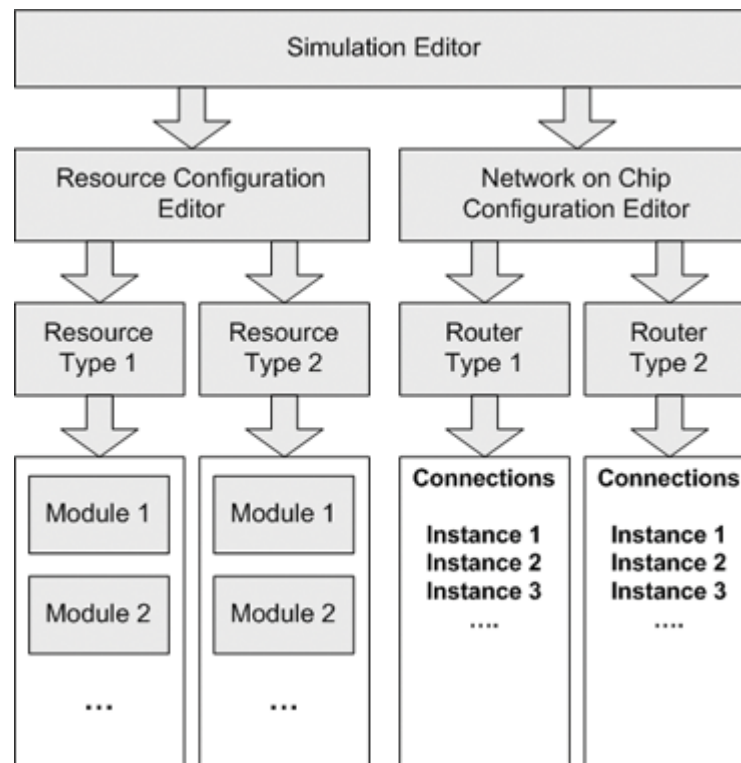 Simulation Editor
Resource Configuration
Editor
Network on Chip
Configuration Editor
Resource
Type 1
Resource
Type 2
Router
Type 1
Router
Type 2
Module 1
Module 2
...
Module 1
Module 2
...
Connections
Instance 1
Instance 2
Instance 3
....
Connections
Instance 1
Instance 2
Instance 3
....